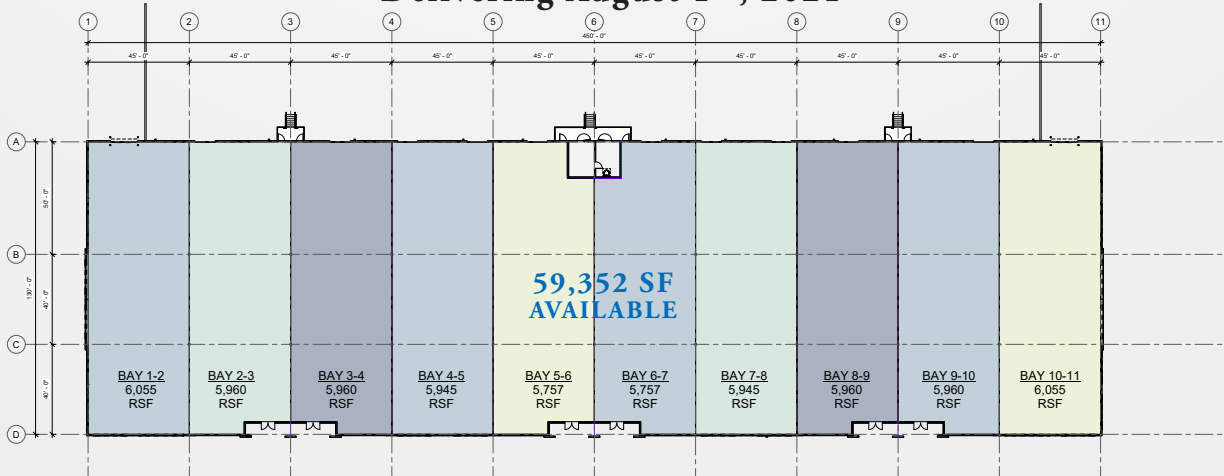 1 2 3 4 5 6 7 8 9 10 11
450' - 0"
45' - 0" 45' - 0" 45' - 0" 45' - 0" 45' - 0" 45' - 0" 45' - 0" 45' - 0" 45' - 0" 45' - 0"
A
50' - 0"
B
130' - 0"
40' - 0"
C
40' - 0"
D
59,352 SF
AVAILABLE
BAY 1-2
6,055
RSF
BAY 2-3
5,960
RSF
BAY 3-4
5,960
RSF
BAY 4-5
5,945
RSF
BAY 5-6
5,757
RSF
BAY 6-7
5,757
RSF
BAY 7-8
5,945
RSF
BAY 8-9
5,960
RSF
BAY 9-10
5,960
RSF
BAY 10-11
6,055
RSF